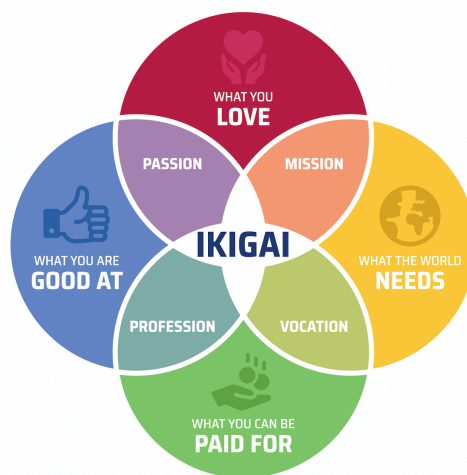 WHAT YOU
LOVE
PASSION
MISSION
WHAT YOU ARE
GOOD AT
IKIGAI
WHAT THE WORLD
NEEDS
PROFESSION
VOCATION
WHAT YOU CAN BE
PAID FOR